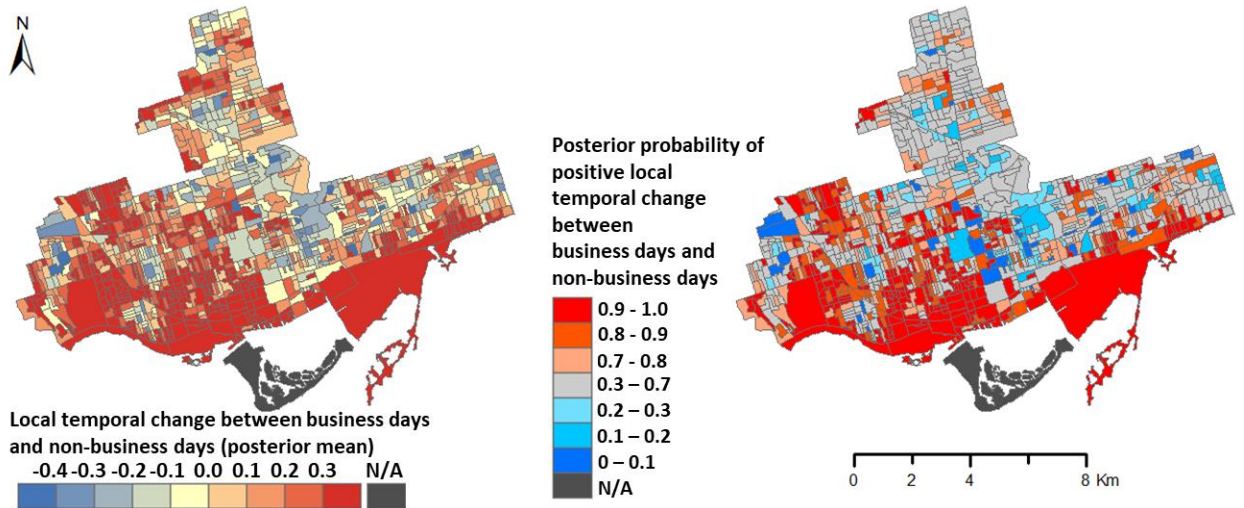 N
Local temporal change between business days
and non-business days (posterior mean)
-0.4 -0.3 -0.2 -0.1 0.0 0.1 0.2 0.3 N/A
Posterior probability of
positive local
temporal change
between
business days and
non-business days
0.9 - 1.0
0.8 - 0.9
0.7 - 0.8
0.3 - 0.7
0.2 – 0.3
0.1 – 0.2
0 – 0.1
N/A
0 2 4 8 Km